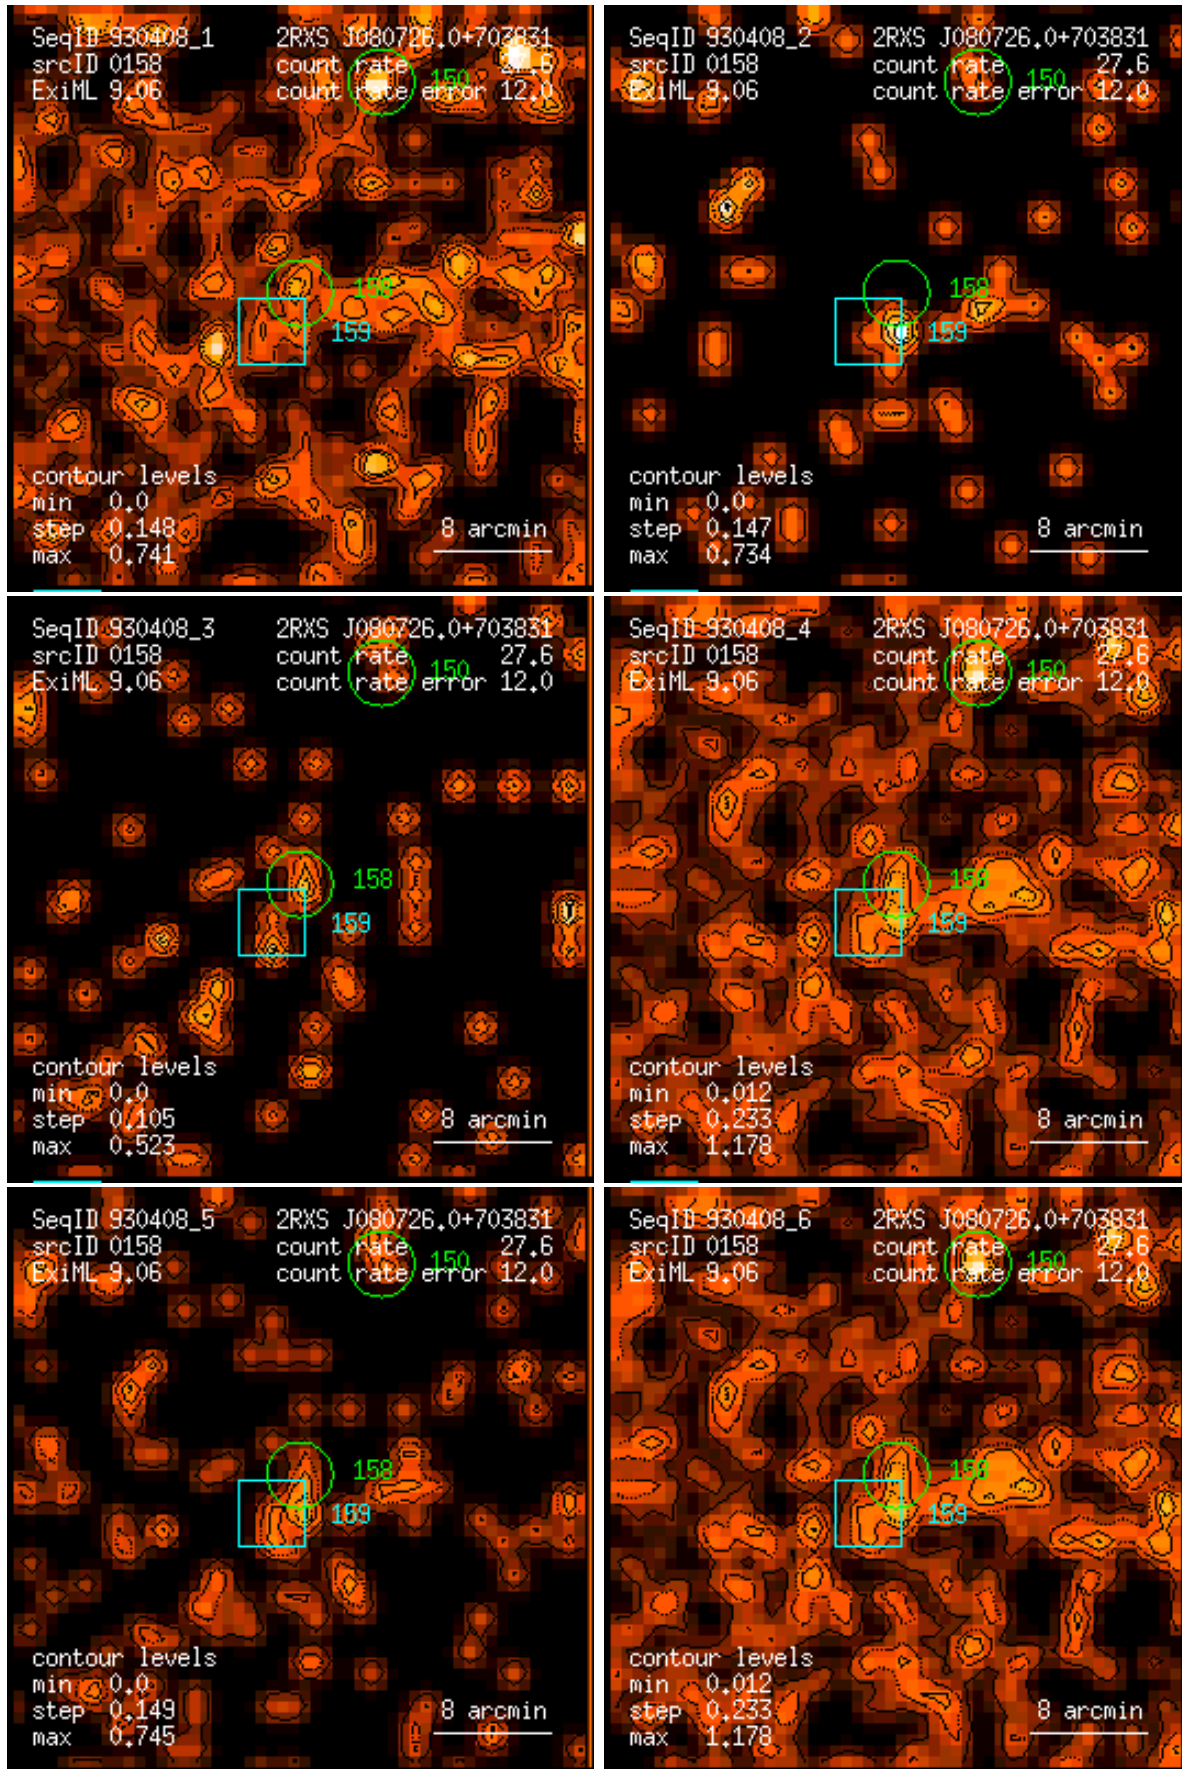 SeqID 930408_1 2RXS J080726.0+703831
srcID 0158 count rate 27.6
ExiML 9.06 count rate error 12.0
150
158
159
contour levels
min 0.0
step 0.148 8 arcmin
max 0.741
SeqID 930408_2 2RXS J080726.0+703831
srcID 0158 count rate 27.6
ExiML 9.06 count rate error 12.0
150
158
159
contour levels
min 0.0
step 0.147 8 arcmin
max 0.734
SeqID 930408_3 2RXS J080726.0+703831
srcID 0158 count rate 27.6
ExiML 9.06 count rate error 12.0
150
158
159
contour levels
min 0.0
step 0.105 8 arcmin
max 0.523
SeqID 930408_4 2RXS J080726.0+703831
srcID 0158 count rate 27.6
ExiML 9.06 count rate error 12.0
150
158
159
contour levels
min 0.012
step 0.233 8 arcmin
max 1.178
SeqID 930408_5 2RXS J080726.0+703831
srcID 0158 count rate 27.6
ExiML 9.06 count rate error 12.0
150
158
159
contour levels
min 0.0
step 0.149 8 arcmin
max 0.745
SeqID 930408_6 2RXS J080726.0+703831
srcID 0158 count rate 27.6
ExiML 9.06 count rate error 12.0
150
158
159
contour levels
min 0.012
step 0.233 8 arcmin
max 1.178